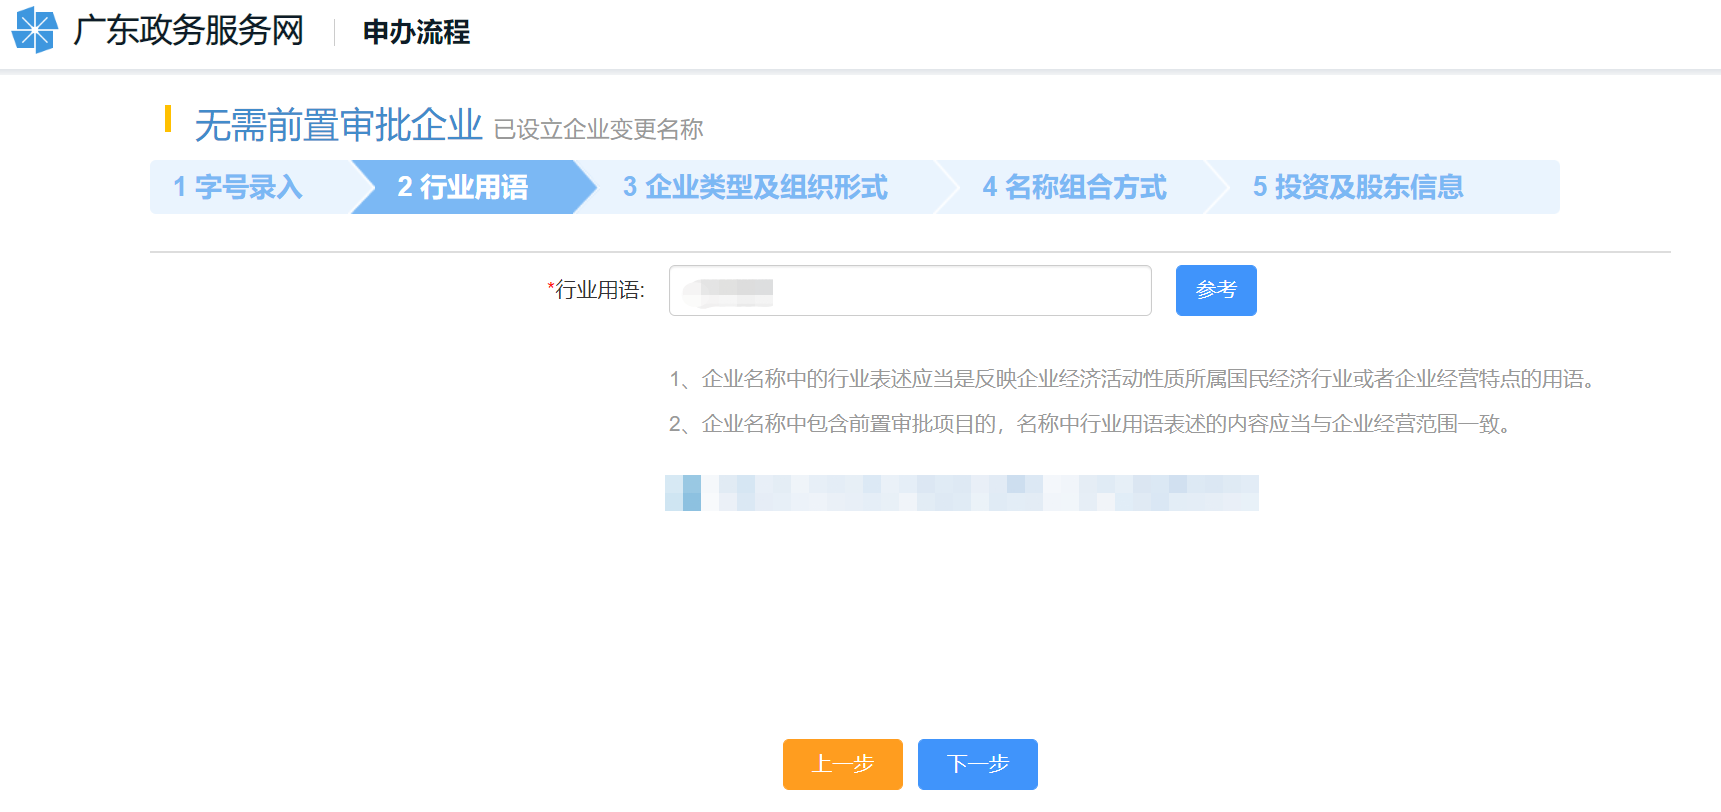 广东政务服务网 申办流程
无需前置审批企业 已设立企业变更名称
1 字号录入 2 行业用语 3 企业类型及组织形式 4 名称组合方式 5 投资及股东信息
*行业用语: 参考
1、企业名称中的行业表述应当是反映企业经济活动性质所属国民经济行业或者企业经营特点的用语。
2、企业名称中包含前置审批项目的，名称中行业用语表述的内容应当与企业经营范围一致。
上一步 下一步